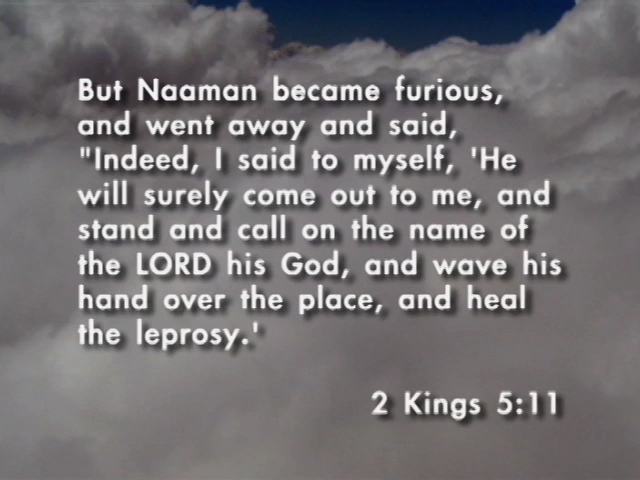 But Naaman became furious,
and went away and said,
"Indeed, I said to myself, 'He
will surely come out to me, and
stand and call on the name of
the LORD his God, and wave his
hand over the place, and heal
the leprosy.'
2 Kings 5:11